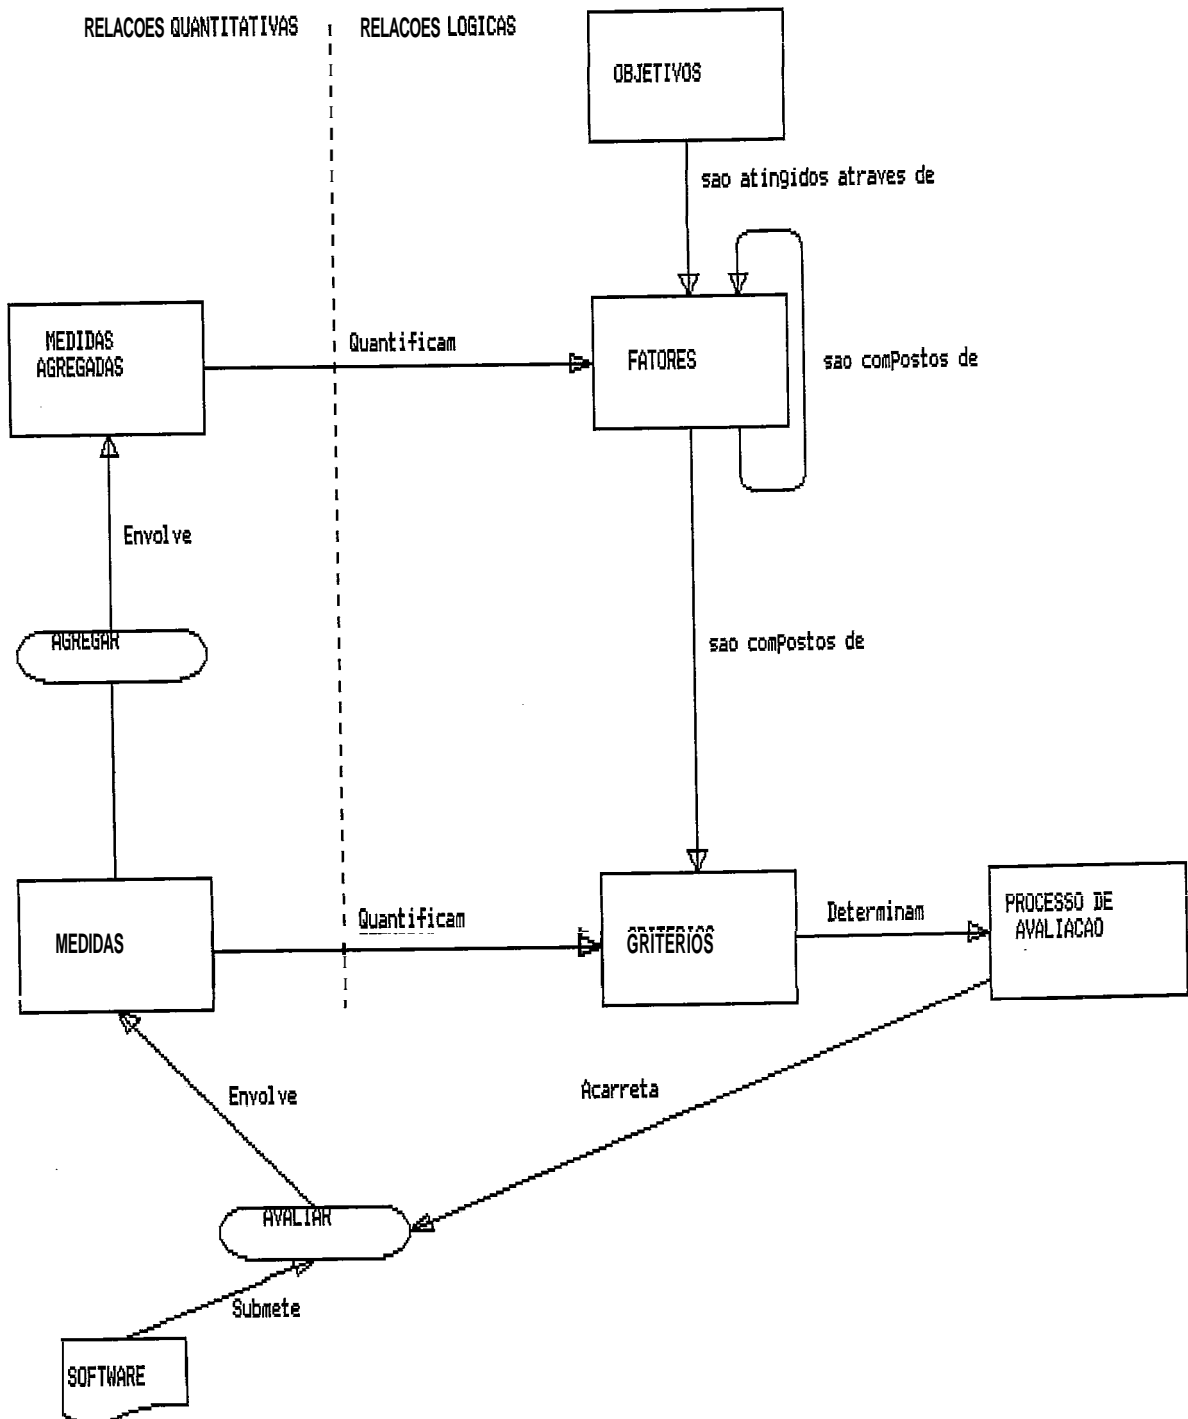 RELACOES QUANTITATIVAS
RELACOES LOGICAS
OBJETIVOS
sao atingidos atraves de
MEDIDAS
AGREGADAS
Quantificam
FATORES
sao comPostos de
Envolve
AGREGAR
sao comPostos de
MEDIDAS
Quantificam
GRITERIOS
Determinam
PROCESSO DE
AVALIACAO
Envolve
Acarreta
AVALIAR
Submete
SOFTWARE